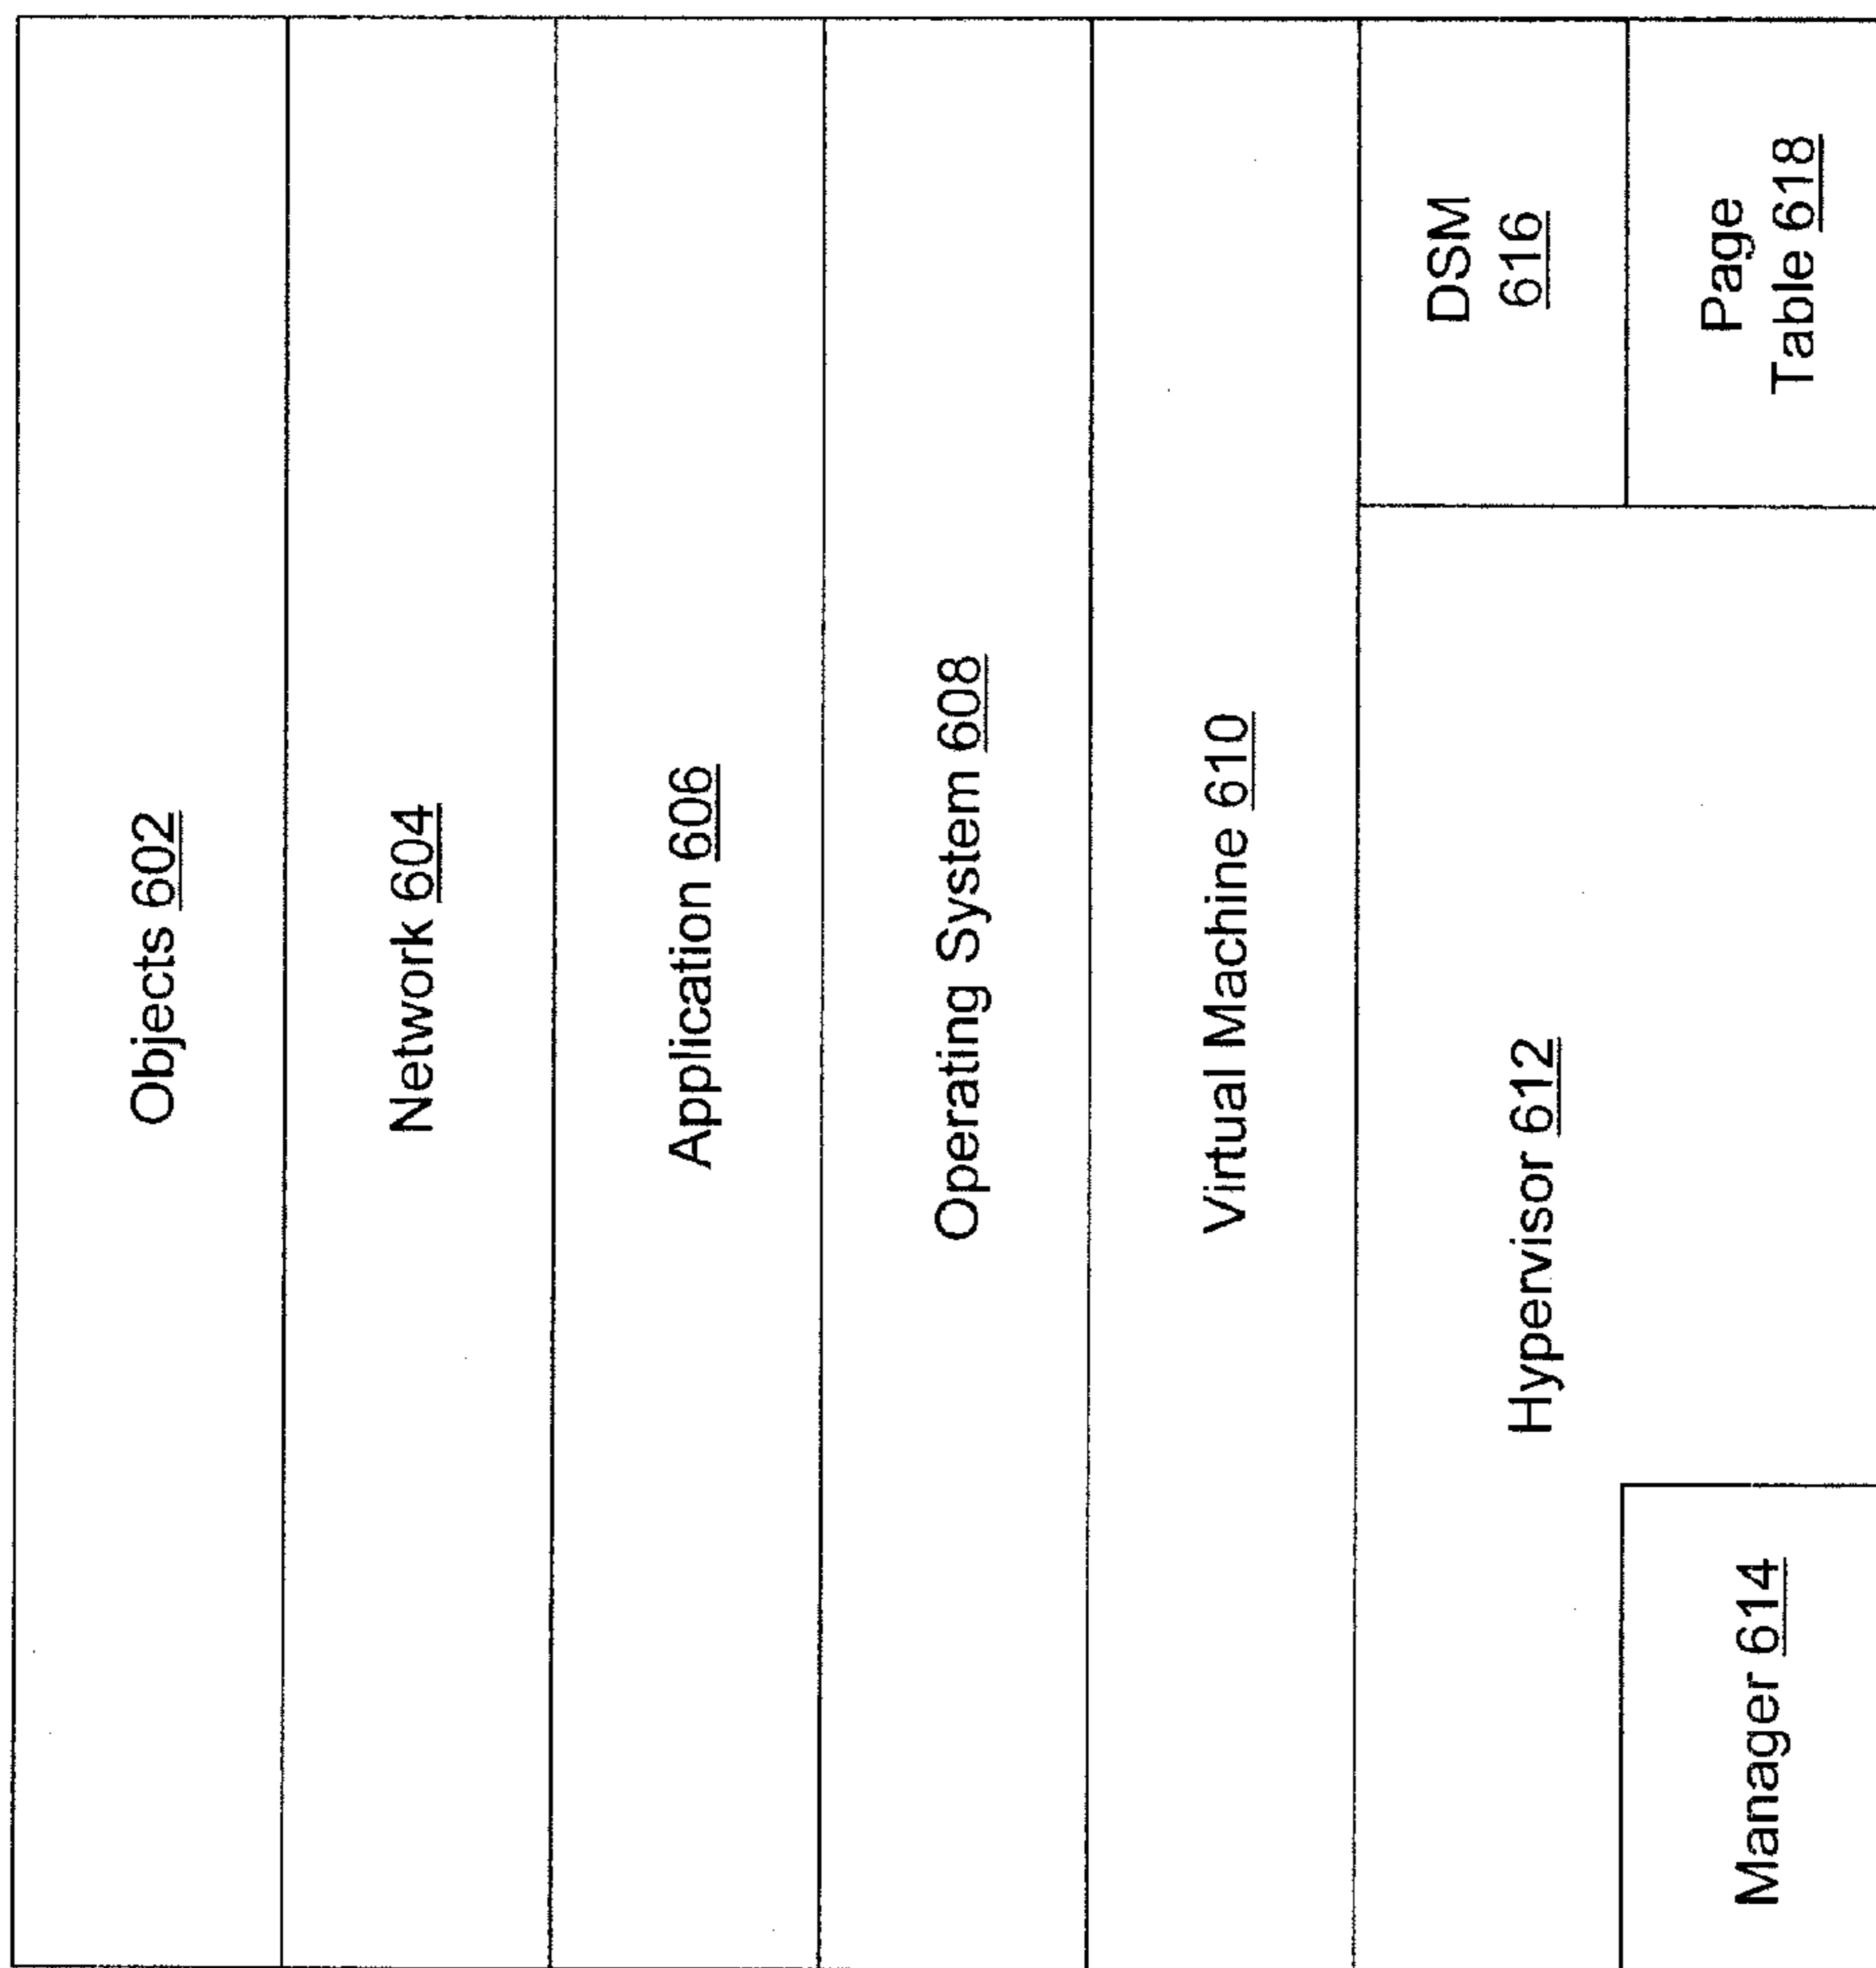 Objects 602
Network 604
Application 606
Operating System 608
Virtual Machine 610
Hypervisor 612
DSM
616
Manager 614
Page
Table 618